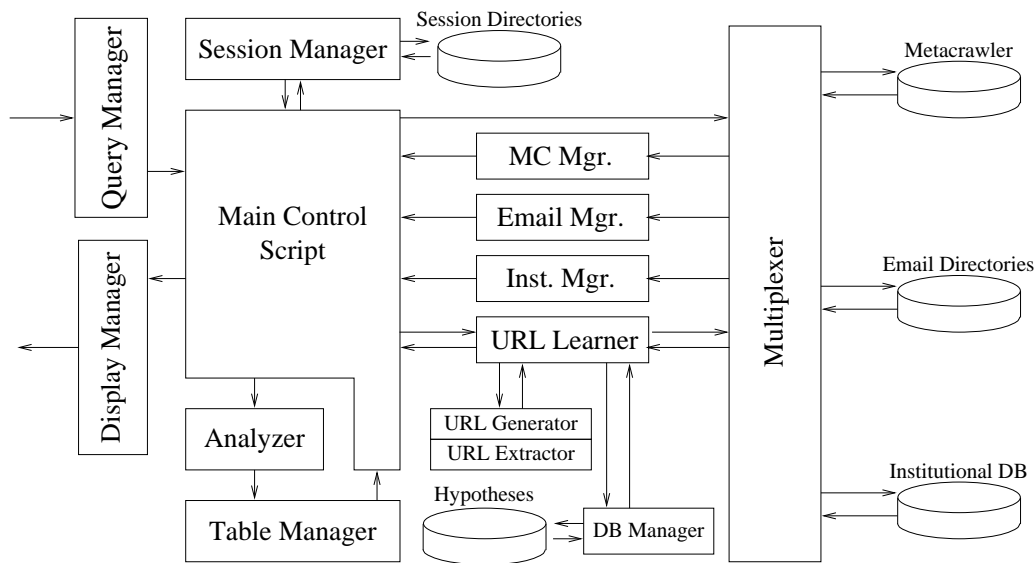 Session Directories
Session Manager
Query Manager
Metacrawler
MC Mgr.
Email Mgr.
Main Control
Script
Inst. Mgr.
Multiplexer
Email Directories
Display Manager
URL Learner
URL Generator
URL Extractor
Analyzer
Institutional DB
Hypotheses
Table Manager
DB Manager